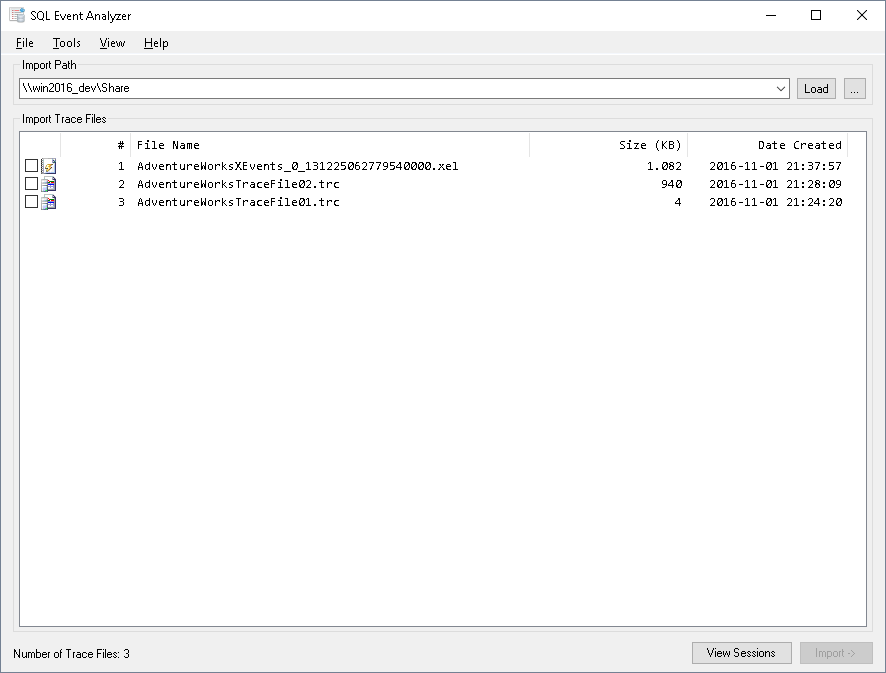 SQL Event Analyzer
File Tools View Help
Import Path
\\win2016_dev\Share Load ...
Import Trace Files
# File Name Size (KB) Date Created
1 AdventureWorksXEvents_0_131225062779540000.xel 1.082 2016-11-01 21:37:57
2 AdventureWorksTraceFile02.trc 940 2016-11-01 21:28:09
3 AdventureWorksTraceFile01.trc 4 2016-11-01 21:24:20
Number of Trace Files: 3 View Sessions Import ->